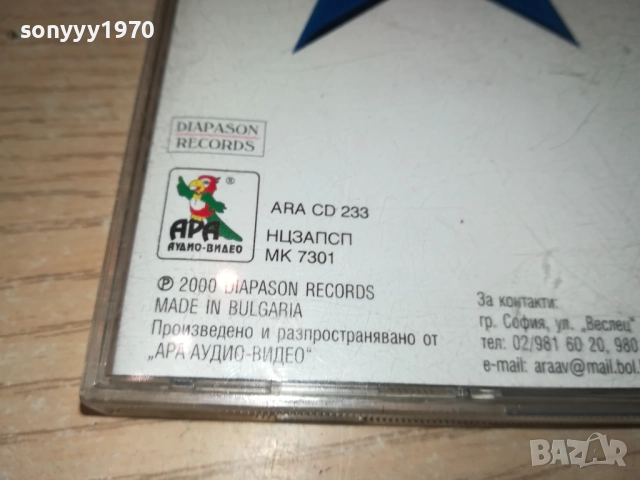 sonyyy1970
DIAPASON
RECORDS
®
АРА
АУДИО-ВИДЕО
ARA CD 233
НЦЗАПСП
МК 7301
℗ 2000 DIAPASON RECORDS
MADE IN BULGARIA
Произведено и разпространявано от
„АРА АУДИО-ВИДЕО“
За контакти:
гр. София, ул. „Веслец“
тел: 02/981 60 20, 980
e-mail: araav@mail.bol.
BAZAR